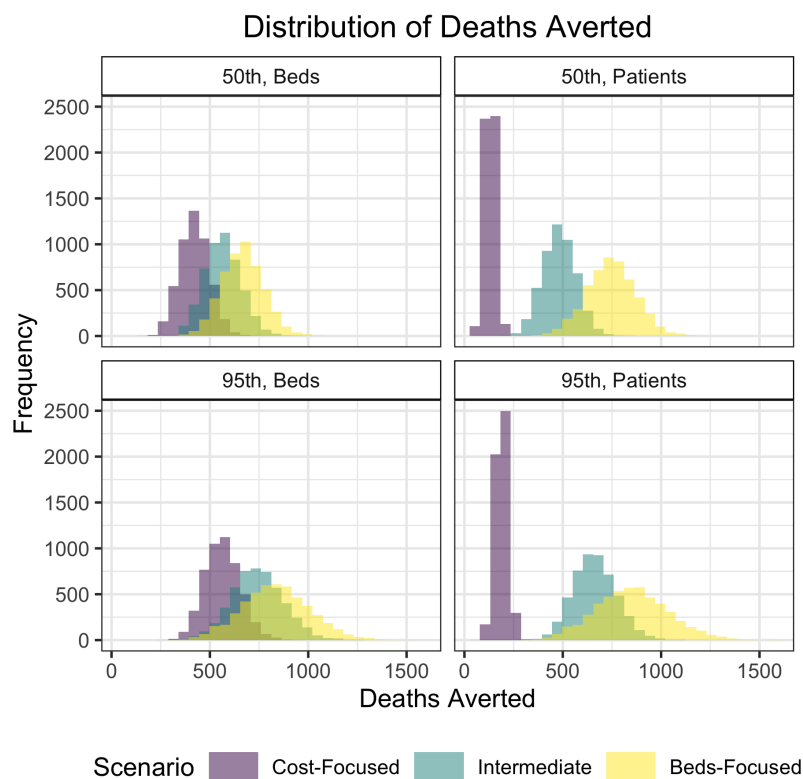 Distribution of Deaths Averted
50th, Beds
50th, Patients
2500
2000
1500
1000
500
0
95th, Beds
95th, Patients
2500
2000
1500
1000
500
0
0 500 1000 1500
0 500 1000 1500
Frequency
Deaths Averted
Scenario Cost-Focused Intermediate Beds-Focused